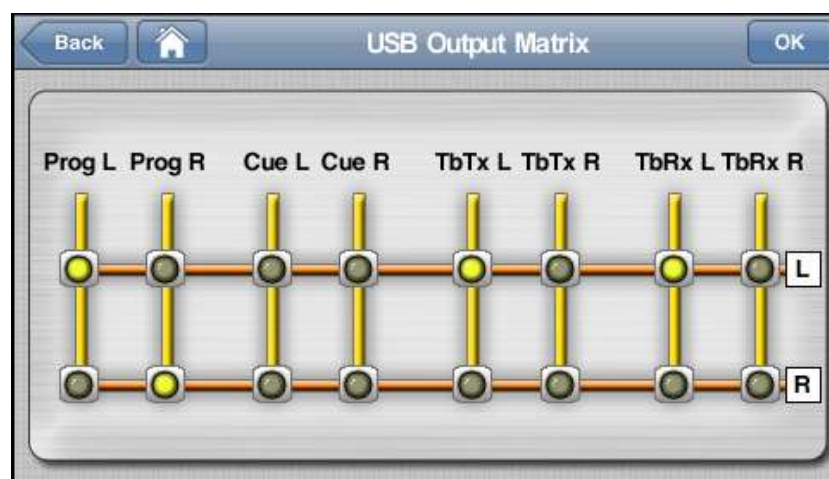 Back USB Output Matrix OK
Prog L Prog R Cue L Cue R TbTx L TbTx R TbRx L TbRx R
L
R